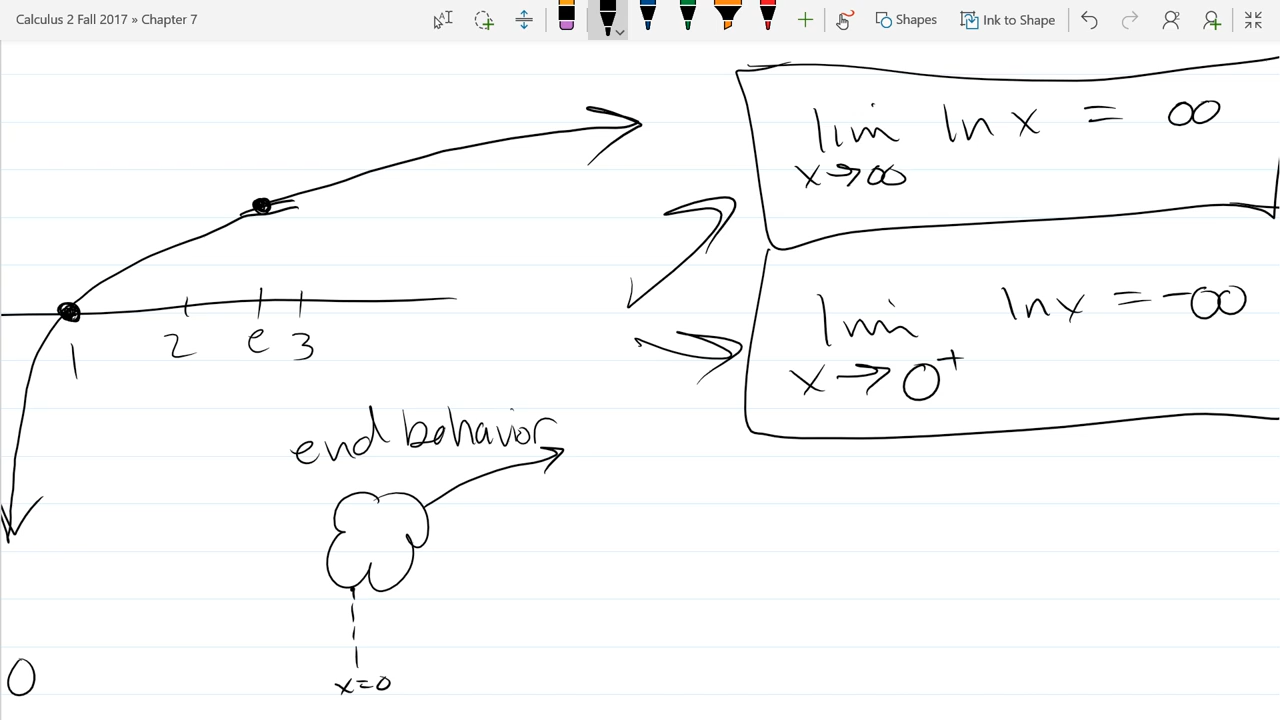 Calculus 2 Fall 2017 » Chapter 7
Shapes
Ink to Shape
lim ln x = ∞
x→∞
lim ln x = -∞
x→0⁺
1 2 e 3
end behavior
x=0
0